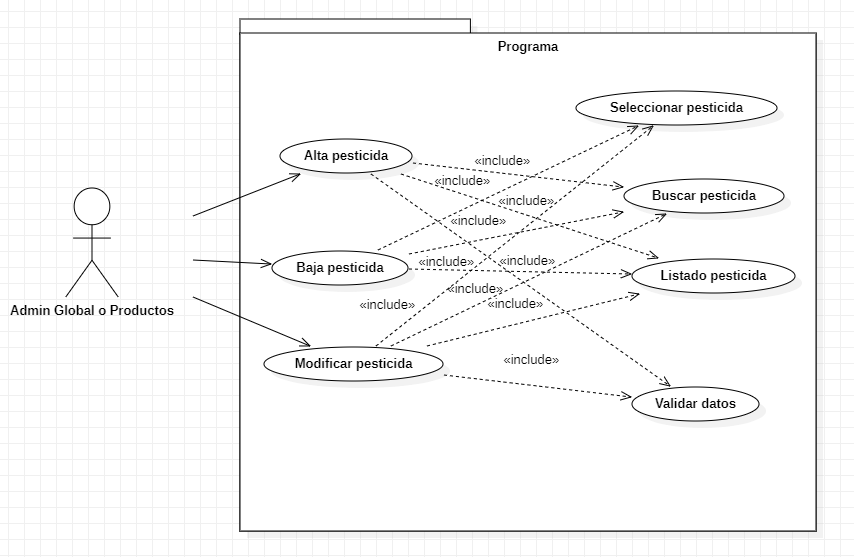 Programa
Seleccionar pesticida
Alta pesticida
«include»
«include»
Buscar pesticida
«include»
«include»
Baja pesticida
«include»
«include»
Listado pesticida
«include»
«include»
«include»
Admin Global o Productos
Modificar pesticida
«include»
Validar datos